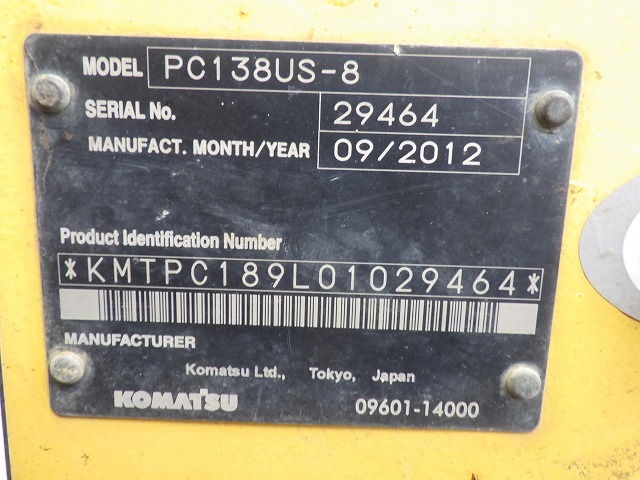 MODEL PC138US-8
SERIAL No. 29464
MANUFACT. MONTH/YEAR 09/2012
Product Identification Number
*KMTPC189L01029464*
MANUFACTURER
Komatsu Ltd., Tokyo, Japan
KOMATSU 09601-14000